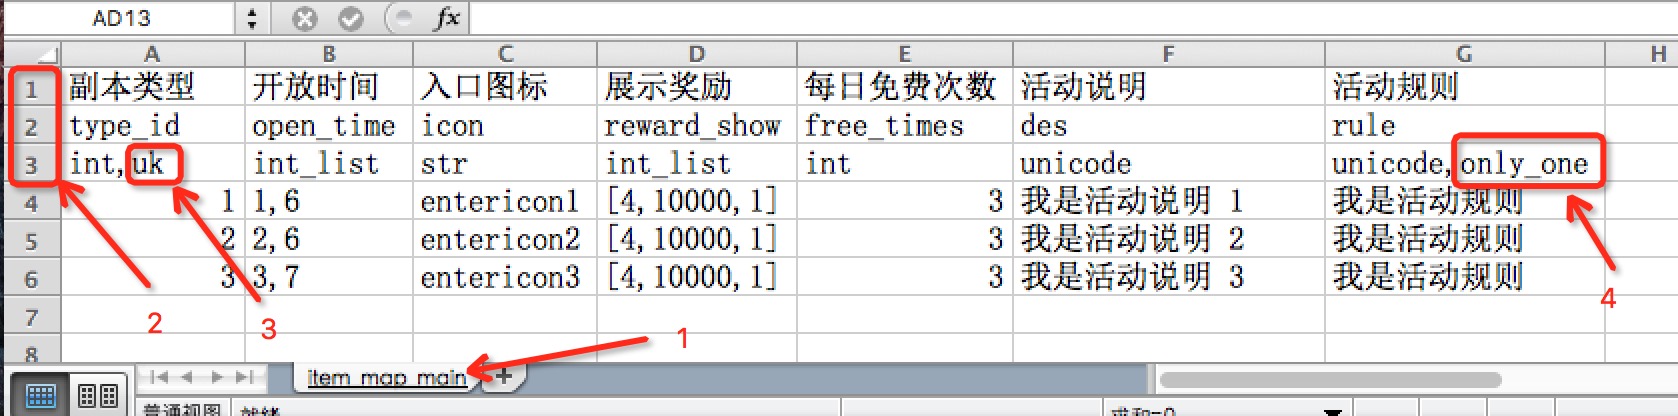 AD13 fx
A B C D E F G H
1 副本类型 开放时间 入口图标 展示奖励 每日免费次数 活动说明 活动规则
2 type_id open_time icon reward_show free_times des rule
3 int,uk int_list str int_list int unicode unicode,only_one
4 1 1,6 entericon1 [4,10000,1] 3 我是活动说明 1 我是活动规则
5 2 2,6 entericon2 [4,10000,1] 3 我是活动说明 2 我是活动规则
6 3 3,7 entericon3 [4,10000,1] 3 我是活动说明 3 我是活动规则
7 2 3 1 4
8
item_map_main
普通视图 就绪 求和=0